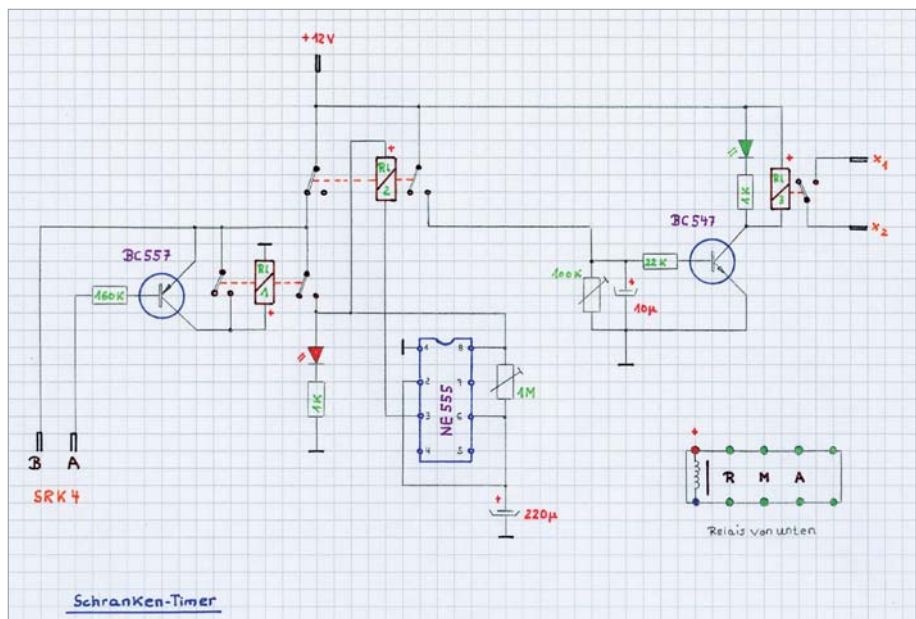 +12V
+
Rl
2
+
Rl
3
X1
X2
1K
BC547
BC557
Rl
1
+
160K
100K
22K
+
10µ
1K
NE555
1
2
3
4
8
7
6
5
1M
+
220µ
B
A
SRK4
+
R
M
A
Relais von unten
Schranken-Timer